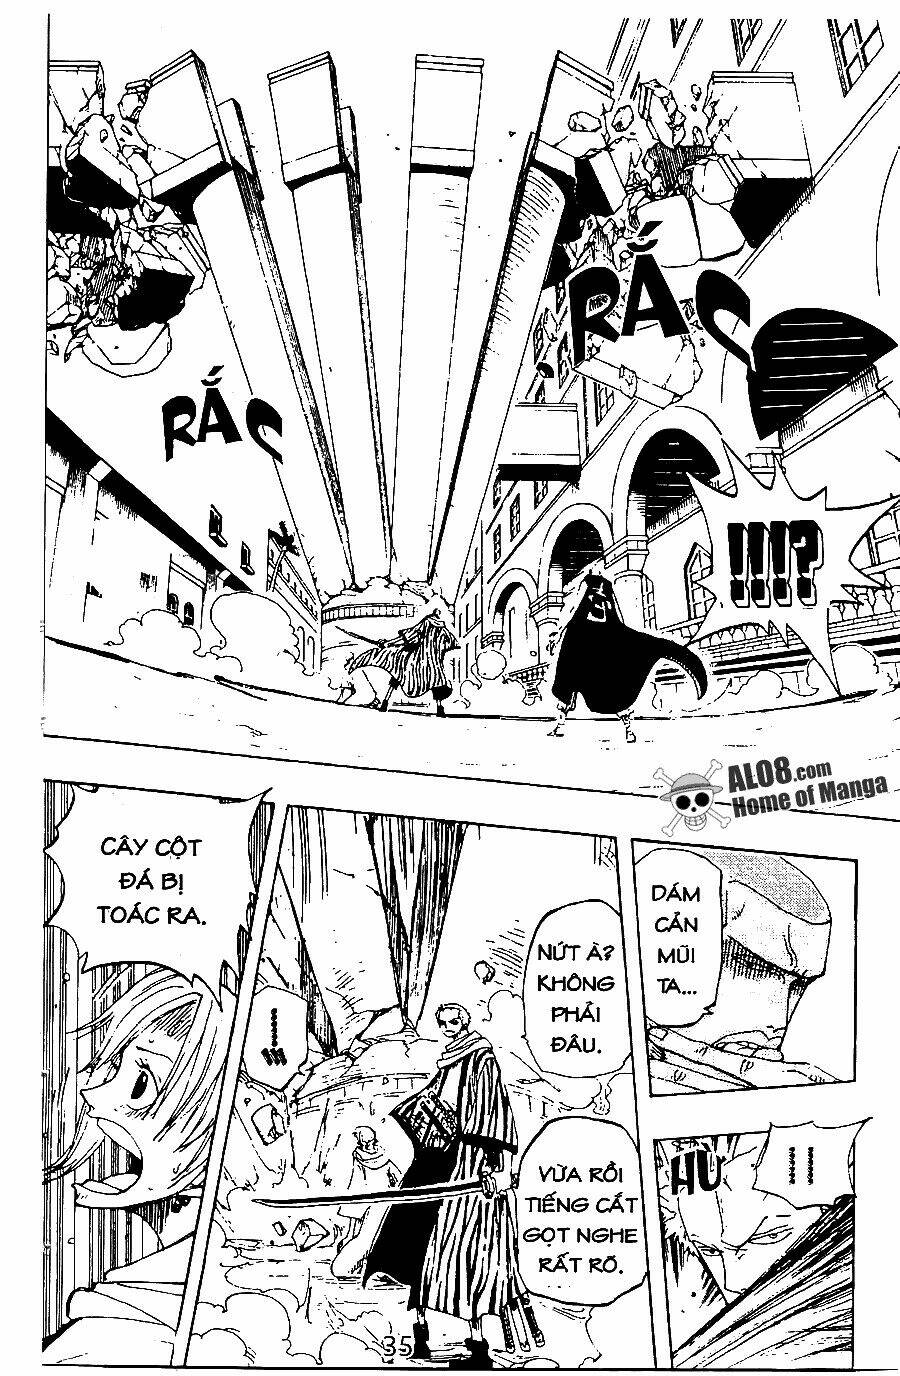 RẮC
RẮC
!!!!?
ALO8.com
Home of Manga
DÁM
CẮN
MŨI
TA...
HỪ
NỨT À?
KHÔNG
PHẢI
ĐÂU.
VỪA RỒI
TIẾNG CẮT
GỌT NGHE
RẤT RÕ.
CÂY CỘT
ĐÁ BỊ
TOÁC RA.
35